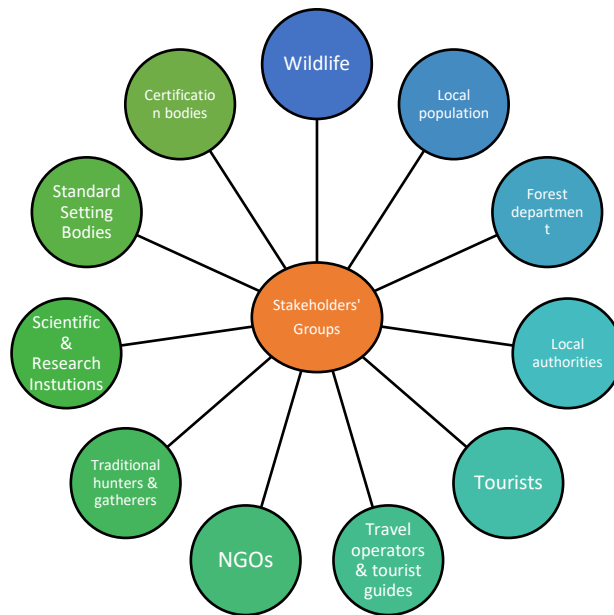 Wildlife
Local
population
Forest
departmen
t
Local
authorities
Tourists
Travel
operators
& tourist
guides
NGOs
Traditional
hunters &
gatherers
Scientific
&
Research
Instutions
Standard
Setting
Bodies
Certificatio
n bodies
Stakeholders'
Groups